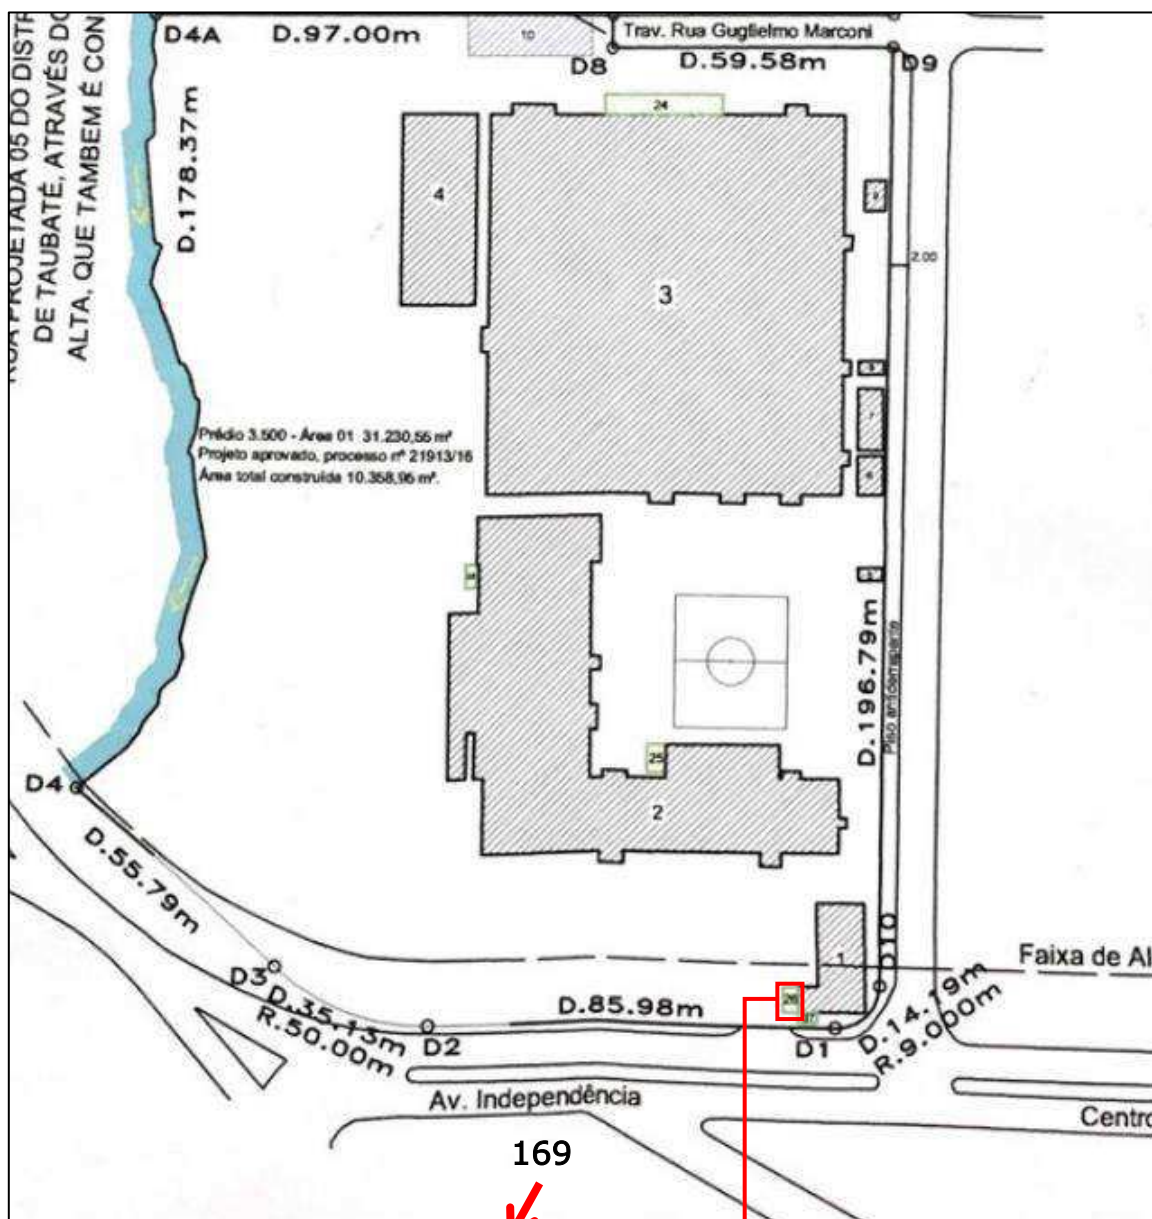 RUA PROJETADA 05 DO DISTR
DE TAUBATÉ, ATRAVÉS DO
ALTA, QUE TAMBEM É CON
D4A
D.97.00m
10
Trav. Rua Guglielmo Marconi
D8
D.59.58m
D9
D.178.37m
24
4
9
3
2.00
7
Prédio 3.500 - Área 01 31.230,55 m²
Projeto aprovado, processo nº 21913/16
Área total construída 10.358,96 m².
D.196.79m
Piso antiderrapante
25
2
D4
D.55.79m
1
Faixa de Al
D3
D.35.13m
R.50.00m
D2
D.85.98m
26
D1
D.14.19m
R.9.000m
Av. Independência
Centro
169